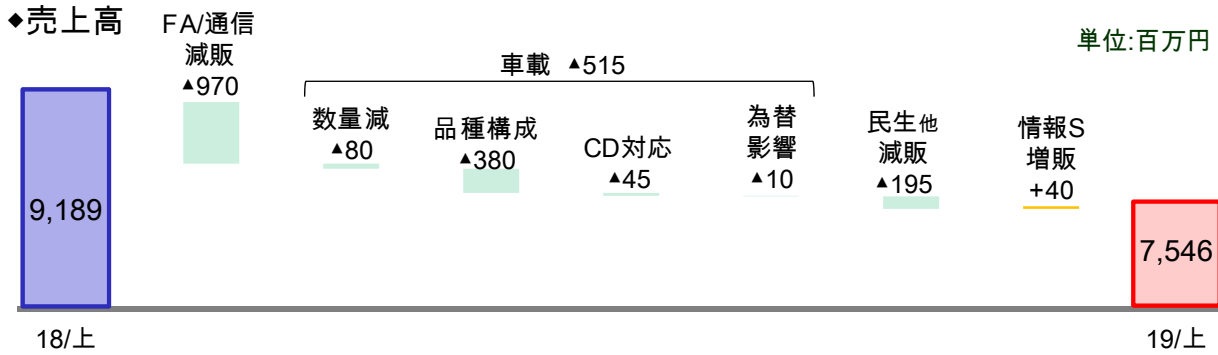 ◆売上高
単位:百万円
FA/通信
減販
▲970
車載 ▲515
数量減
▲80
品種構成
▲380
CD対応
▲45
為替
影響
▲10
民生他
減販
▲195
情報S
増販
+40
9,189
7,546
18/上
19/上